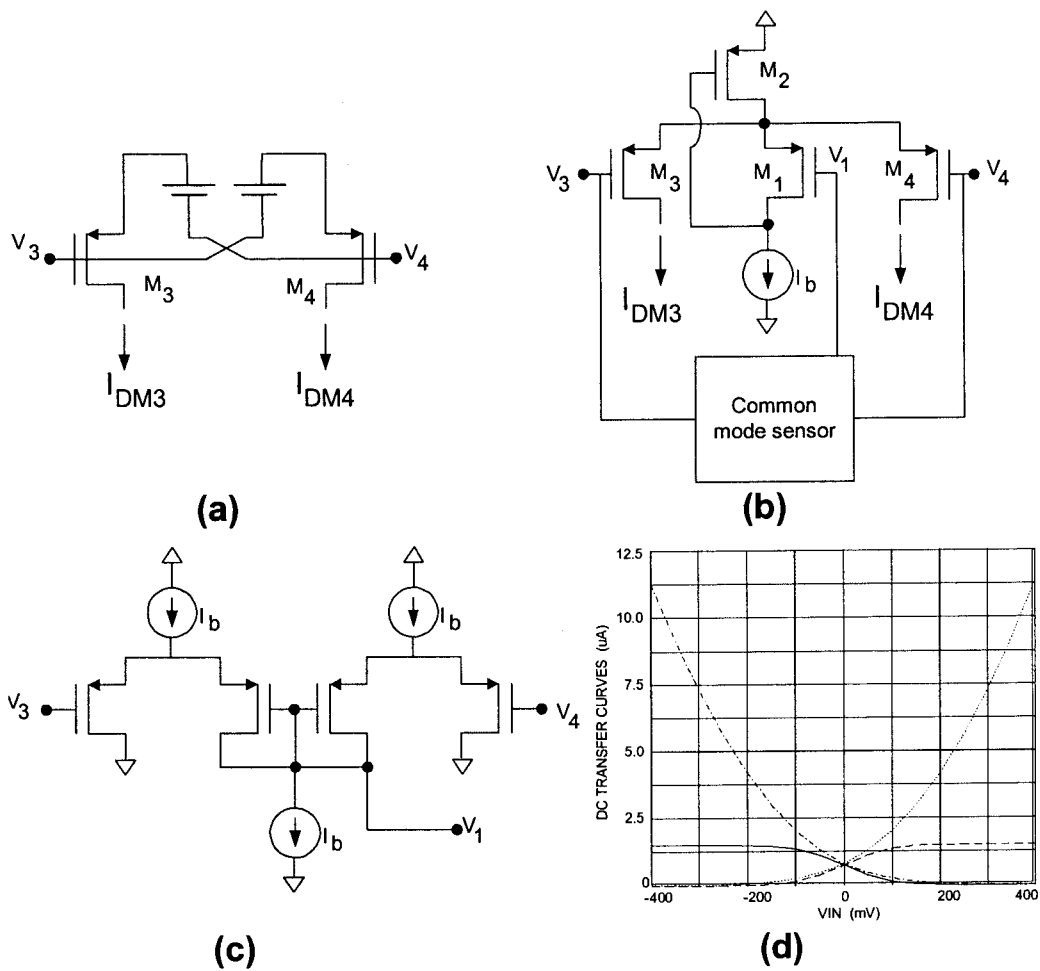 V3
V4
M3
M4
IDM3
IDM4
(a)
M2
V3
M3
M1
V1
M4
V4
Ib
IDM3
IDM4
Common
mode sensor
(b)
Ib
Ib
V3
V4
Ib
V1
(c)
DC TRANSFER CURVES (uA)
12.5
10.0
7.5
5.0
2.5
0
-400
-200
0
200
400
VIN (mV)
(d)